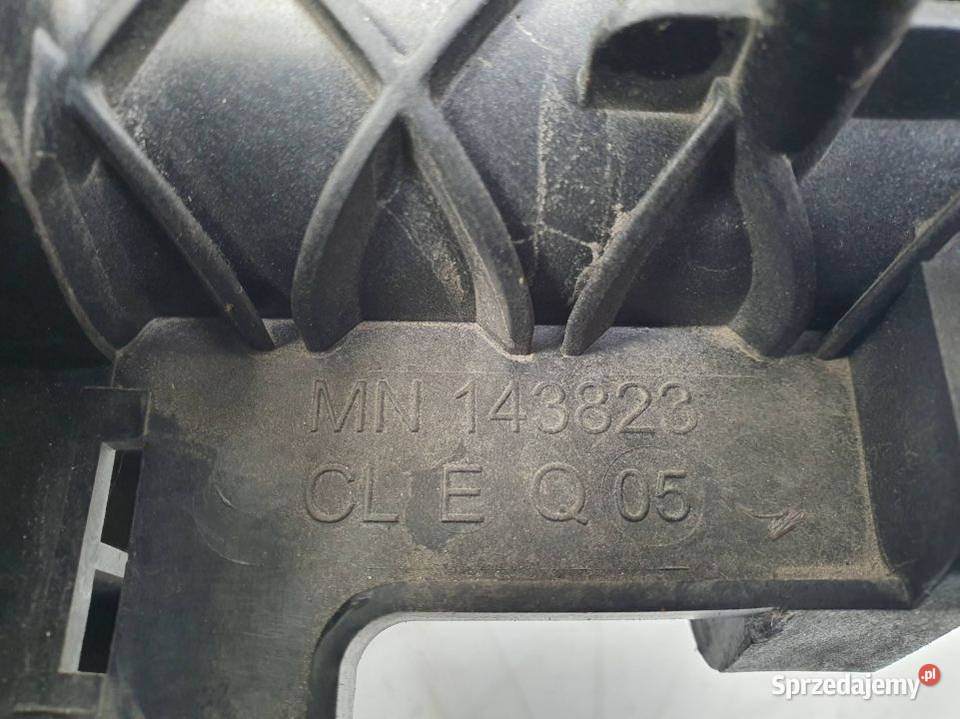 MN 143823
CL E Q 05
Sprzedajemy.pl